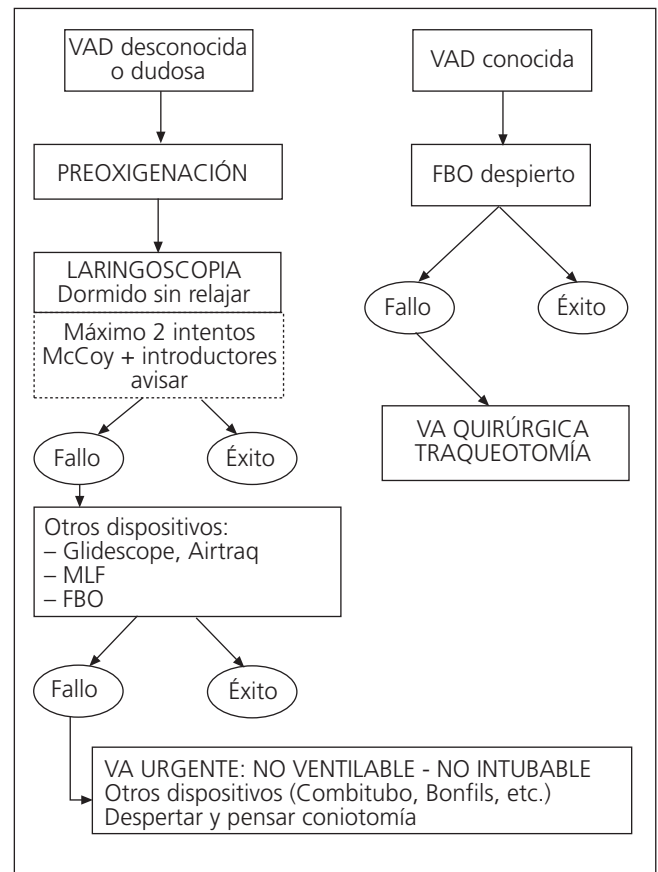 VAD desconocida
o dudosa
PREOXIGENACIÓN
LARINGOSCOPIA
Dormido sin relajar
Máximo 2 intentos
McCoy + introductores
avisar
Fallo
Éxito
Otros dispositivos:
– Glidescope, Airtraq
– MLF
– FBO
Fallo
Éxito
VA URGENTE: NO VENTILABLE - NO INTUBABLE
Otros dispositivos (Combitubo, Bonfils, etc.)
Despertar y pensar coniotomía
VAD conocida
FBO despierto
Fallo
Éxito
VA QUIRÚRGICA
TRAQUEOTOMÍA